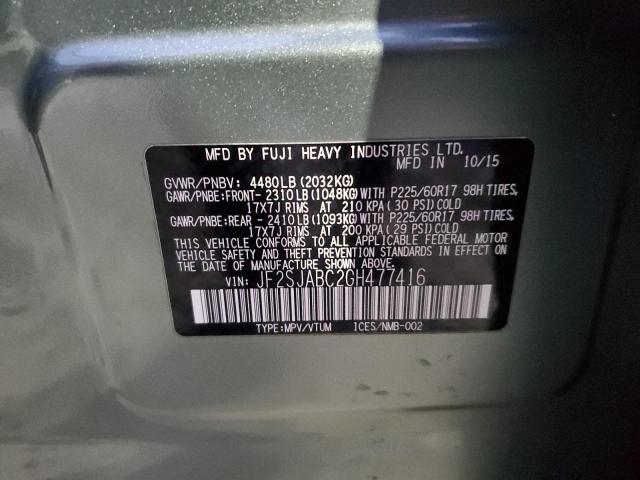 MFD BY FUJI HEAVY INDUSTRIES LTD.
MFD IN 10/15
GVWR/PNBV: 4480LB(2032KG)
GAWR/PNBE:FRONT-2310LB(1048KG)WITH P225/60R17 98H TIRES,
17X7J RIMS AT 210 KPA(30 PSI)COLD
GAWR/PNBE:REAR -2410LB(1093KG)WITH P225/60R17 98H TIRES,
17X7J RIMS AT 200 KPA(29 PSI)COLD
THIS VEHICLE CONFORMS TO ALL APPLICABLE FEDERAL MOTOR
VEHICLE SAFETY AND THEFT PREVENTION STANDARDS IN EFFECT ON
THE DATE OF MANUFACTURE SHOWN ABOVE.
VIN: JF2SJABC2GH477416
TYPE:MPV/VTUM ICES/NMB-002